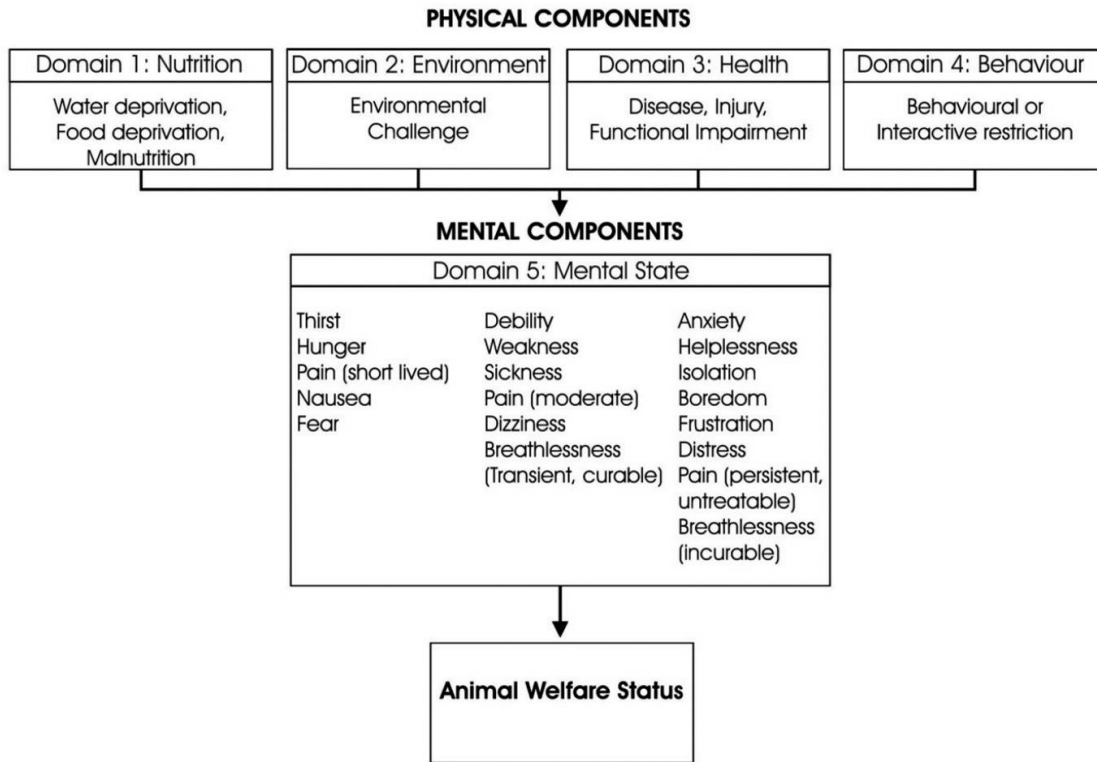 PHYSICAL COMPONENTS
Domain 1: Nutrition
Water deprivation,
Food deprivation,
Malnutrition
Domain 2: Environment
Environmental
Challenge
Domain 3: Health
Disease, Injury,
Functional Impairment
Domain 4: Behaviour
Behavioural or
Interactive restriction
MENTAL COMPONENTS
Domain 5: Mental State
Thirst
Hunger
Pain (short lived)
Nausea
Fear
Debility
Weakness
Sickness
Pain (moderate)
Dizziness
Breathlessness
(Transient, curable)
Anxiety
Helplessness
Isolation
Boredom
Frustration
Distress
Pain (persistent,
untreatable)
Breathlessness
(incurable)
Animal Welfare Status